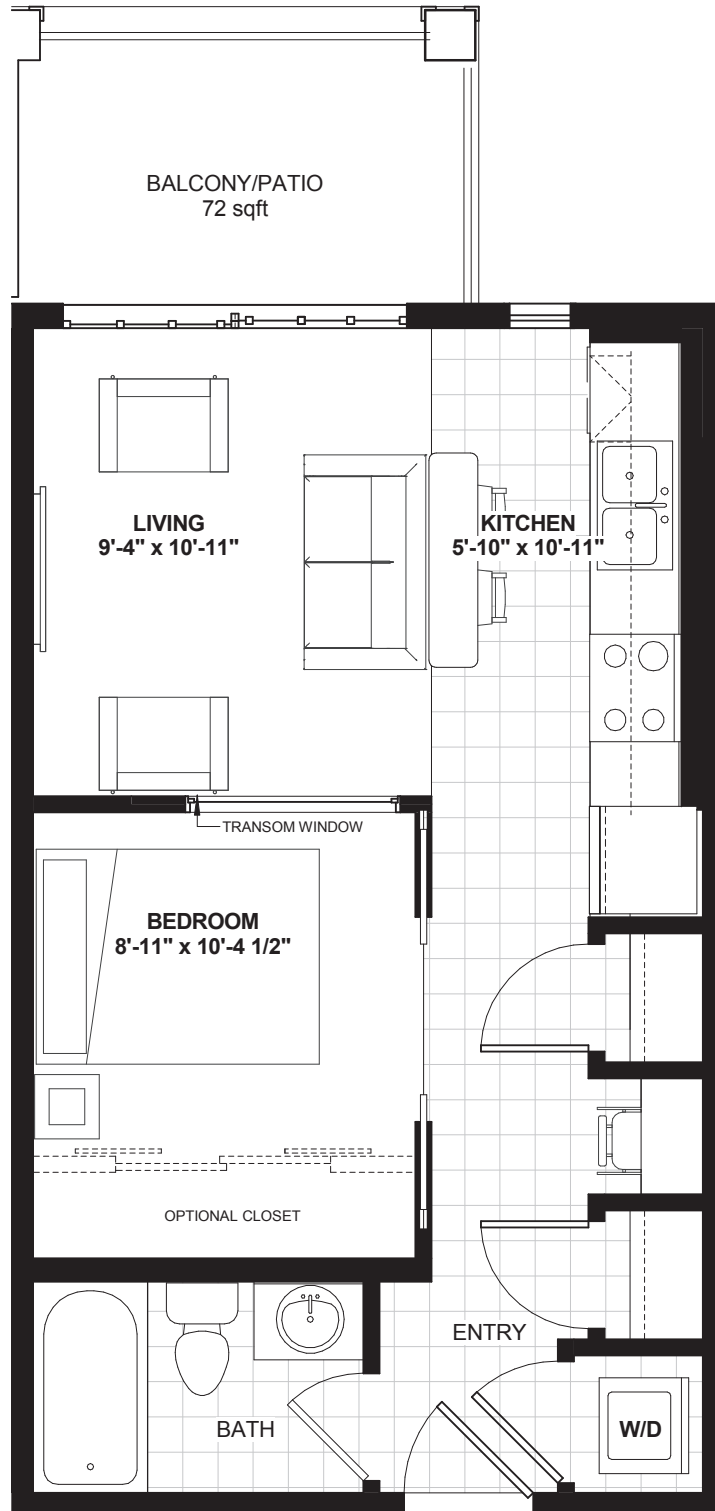 BALCONY/PATIO
72 sqft
LIVING
9'-4" x 10'-11"
KITCHEN
5'-10" x 10'-11"
TRANSOM WINDOW
BEDROOM
8'-11" x 10'-4 1/2"
OPTIONAL CLOSET
ENTRY
BATH
W/D